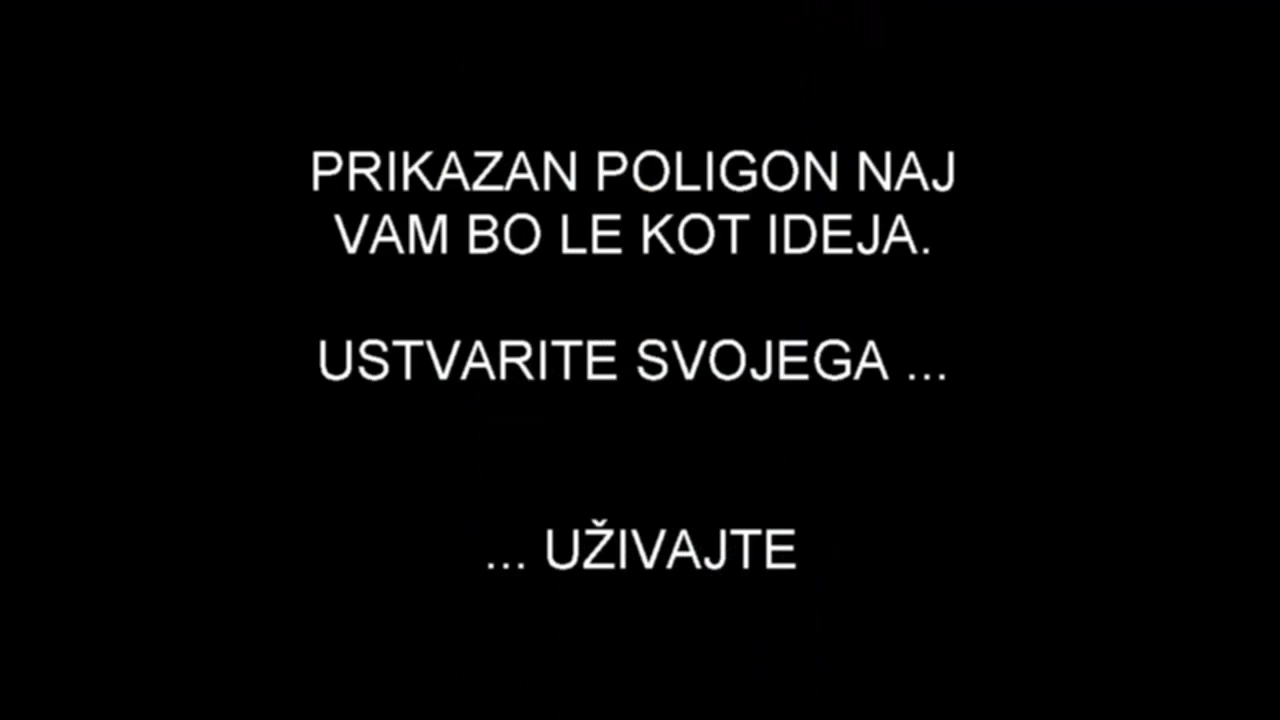 PRIKAZAN POLIGON NAJ
VAM BO LE KOT IDEJA.
USTVARITE SVOJEGA ...
... UŽIVAJTE